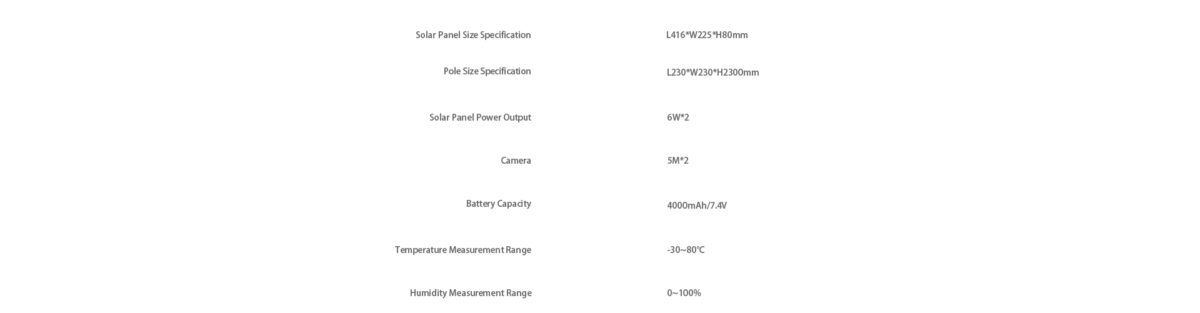 Solar Panel Size Specification L416*W225*H80mm
Pole Size Specification L230*W230*H2300mm
Solar Panel Power Output 6W*2
Camera 5M*2
Battery Capacity 4000mAh/7.4V
Temperature Measurement Range -30~80℃
Humidity Measurement Range 0~100%